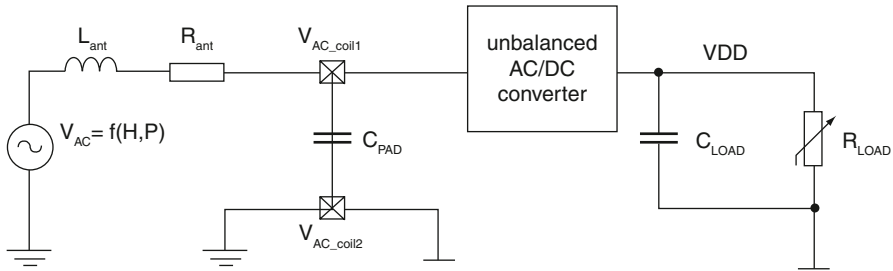 L_ant
R_ant
V_AC_coil1
unbalanced
AC/DC
converter
VDD
V_AC= f(H,P)
C_PAD
C_LOAD
R_LOAD
V_AC_coil2